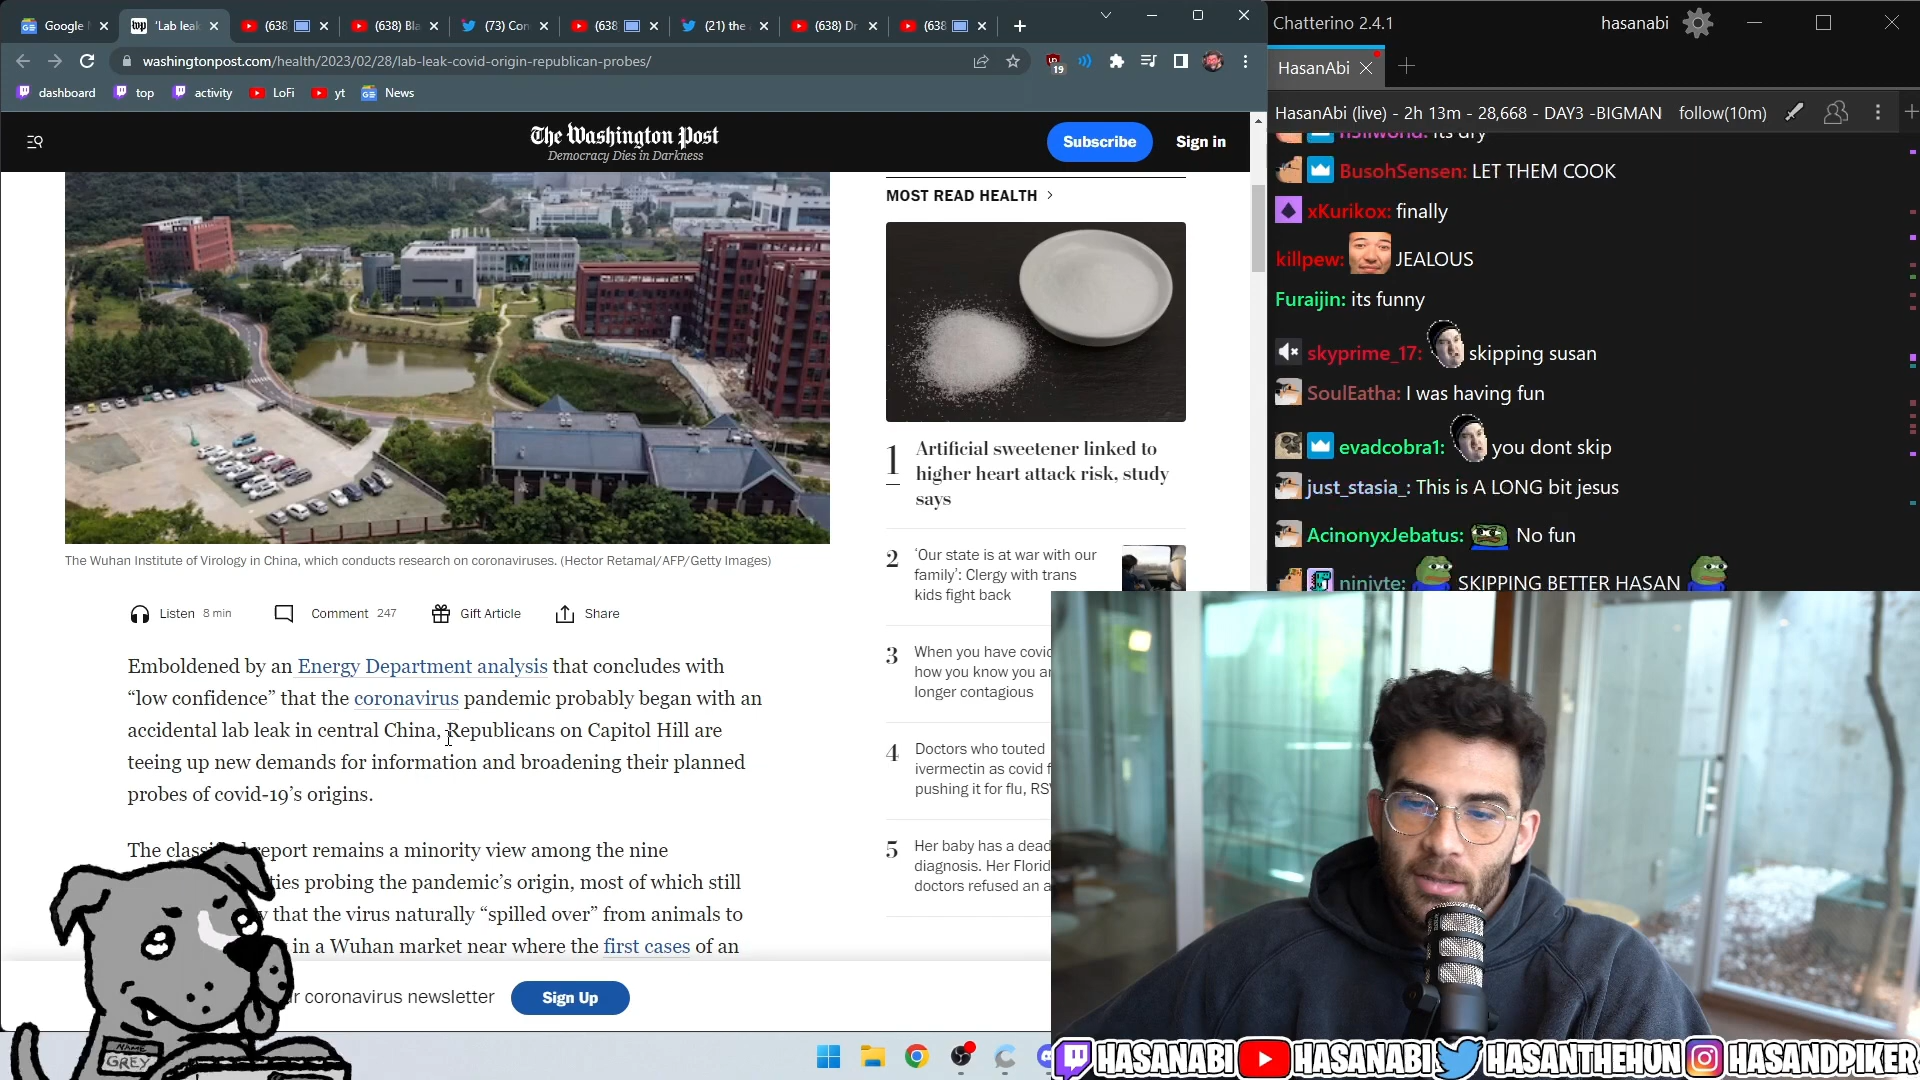 Google
'Lab leak
(638)
(638) Bla
(73) Con
(638
(21) the
(638) Dr
(638
washingtonpost.com/health/2023/02/28/lab-leak-covid-origin-republican-probes/
19
dashboard
top
activity
LoFi
yt
News
The Washington Post
Democracy Dies in Darkness
Subscribe
Sign in
MOST READ HEALTH >
1
Artificial sweetener linked to
higher heart attack risk, study
says
2
'Our state is at war with our
family': Clergy with trans
kids fight back
3
When you have covid
how you know you
longer contagious
4
Doctors who touted
ivermectin as covid
pushing it for flu, RSV
5
Her baby has a dead
diagnosis. Her Florid
doctors refused an a
The Wuhan Institute of Virology in China, which conducts research on coronaviruses. (Hector Retamal/AFP/Getty Images)
Listen 8 min
Comment 247
Gift Article
Share
Emboldened by an Energy Department analysis that concludes with
“low confidence” that the coronavirus pandemic probably began with an
accidental lab leak in central China, Republicans on Capitol Hill are
teeing up new demands for information and broadening their planned
probes of covid-19’s origins.
The report remains a minority view among the nine
ties probing the pandemic’s origin, most of which still
that the virus naturally “spilled over” from animals to
in a Wuhan market near where the first cases of an
coronavirus newsletter
Sign Up
NAME
GREY
Chatterino 2.4.1
hasanabi
HasanAbi
HasanAbi (live) - 2h 13m - 28,668 - DAY3 -BIGMAN
follow(10m)
its dry
BusohSensen: LET THEM COOK
xKurikox: finally
killpew: JEALOUS
Furaijin: its funny
skyprime_17: skipping susan
SoulEatha: I was having fun
evadcobra1: you dont skip
just_stasia_: This is A LONG bit jesus
AcinonyxJebatus: No fun
niniyte: SKIPPING BETTER HASAN
HASANABI
HASANABI
HASANTHEHUN
HASANDPIKER